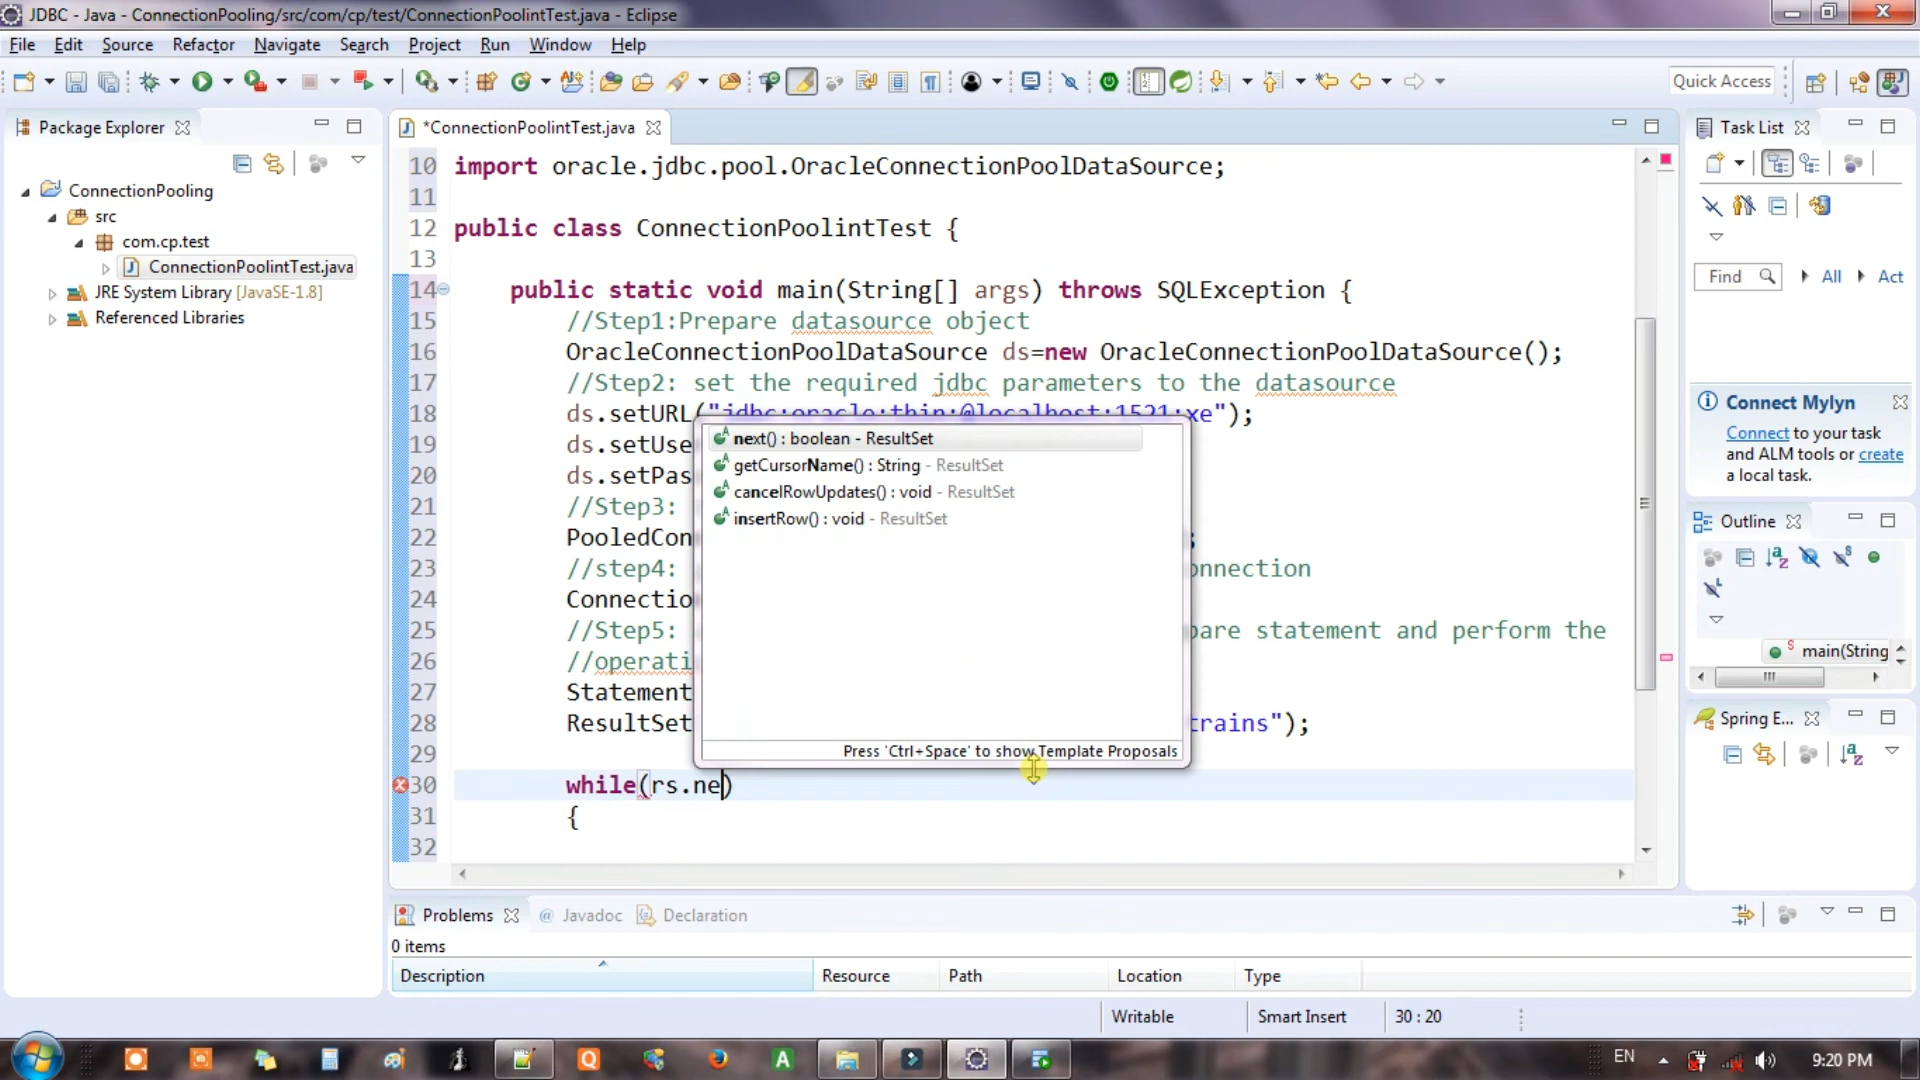 JDBC - Java - ConnectionPooling/src/com/cp/test/ConnectionPoolintTest.java - Eclipse
File Edit Source Refactor Navigate Search Project Run Window Help
Quick Access
Package Explorer
ConnectionPooling
src
com.cp.test
ConnectionPoolintTest.java
JRE System Library [JavaSE-1.8]
Referenced Libraries
*ConnectionPoolintTest.java
10 import oracle.jdbc.pool.OracleConnectionPoolDataSource;
11
12 public class ConnectionPoolintTest {
13
14 public static void main(String[] args) throws SQLException {
15 //Step1:Prepare datasource object
16 OracleConnectionPoolDataSource ds=new OracleConnectionPoolDataSource();
17 //Step2: set the required jdbc parameters to the datasource
18 ds.setURL("jdbc:oracle:thin:@localhost:1521:xe");
19 ds.setUse
20 ds.setPas
21 //Step3:
22 PooledCon ;
23 //step4: onnection
24 Connectio
25 //Step5: pare statement and perform the
26 //operati
27 Statement
28 ResultSet trains");
29
30 while(rs.ne)
31 {
32
next() : boolean - ResultSet
getCursorName() : String - ResultSet
cancelRowUpdates() : void - ResultSet
insertRow() : void - ResultSet
Press 'Ctrl+Space' to show Template Proposals
Task List
Find All Act
Connect Mylyn
Connect to your task
and ALM tools or create
a local task.
Outline
main(String
Spring E...
Problems Javadoc Declaration
0 items
Description Resource Path Location Type
Writable Smart Insert 30 : 20
EN 9:20 PM